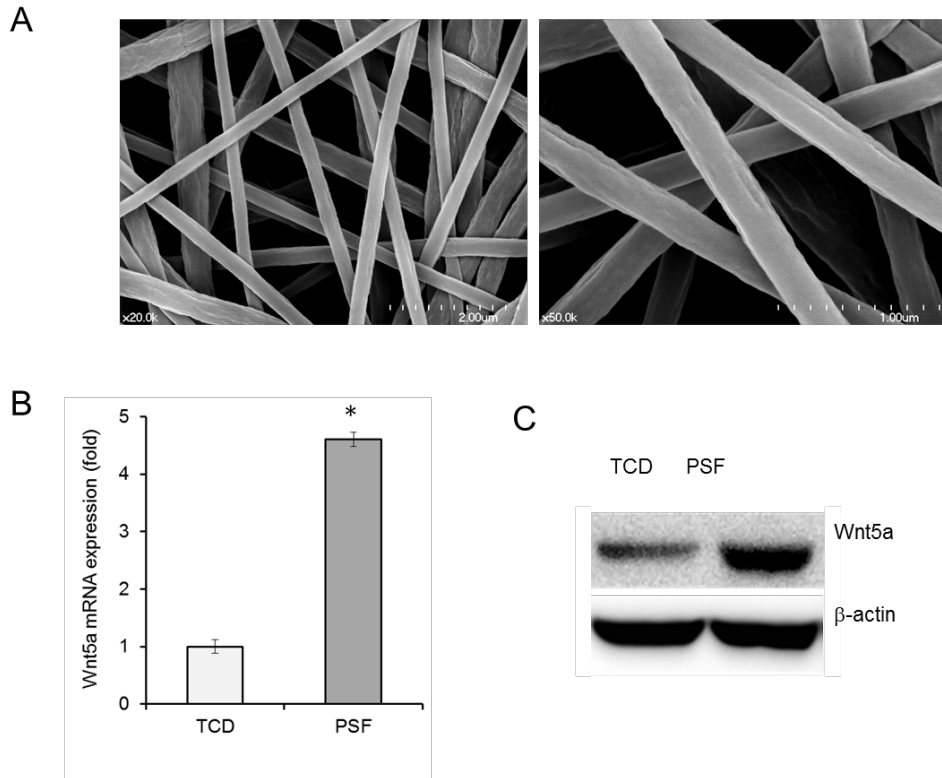 A
x20.0k 2.00um
x50.0k 1.00um
B
Wnt5a mRNA expression (fold)
5
4
3
2
1
0
*
TCD PSF
C
TCD PSF
Wnt5a
β-actin